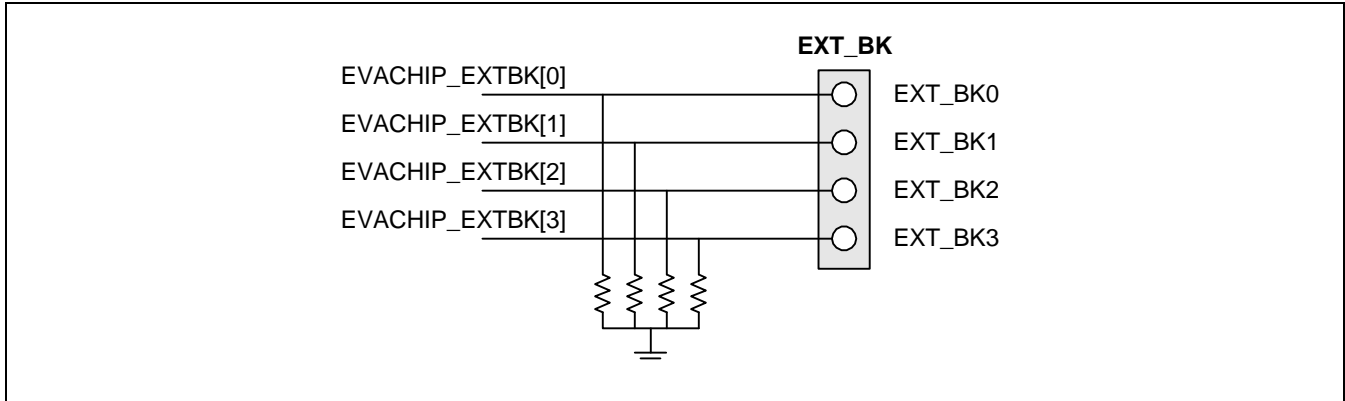 EXT_BK
EVACHIP_EXTBK[0]
EXT_BK0
EVACHIP_EXTBK[1]
EXT_BK1
EVACHIP_EXTBK[2]
EXT_BK2
EVACHIP_EXTBK[3]
EXT_BK3